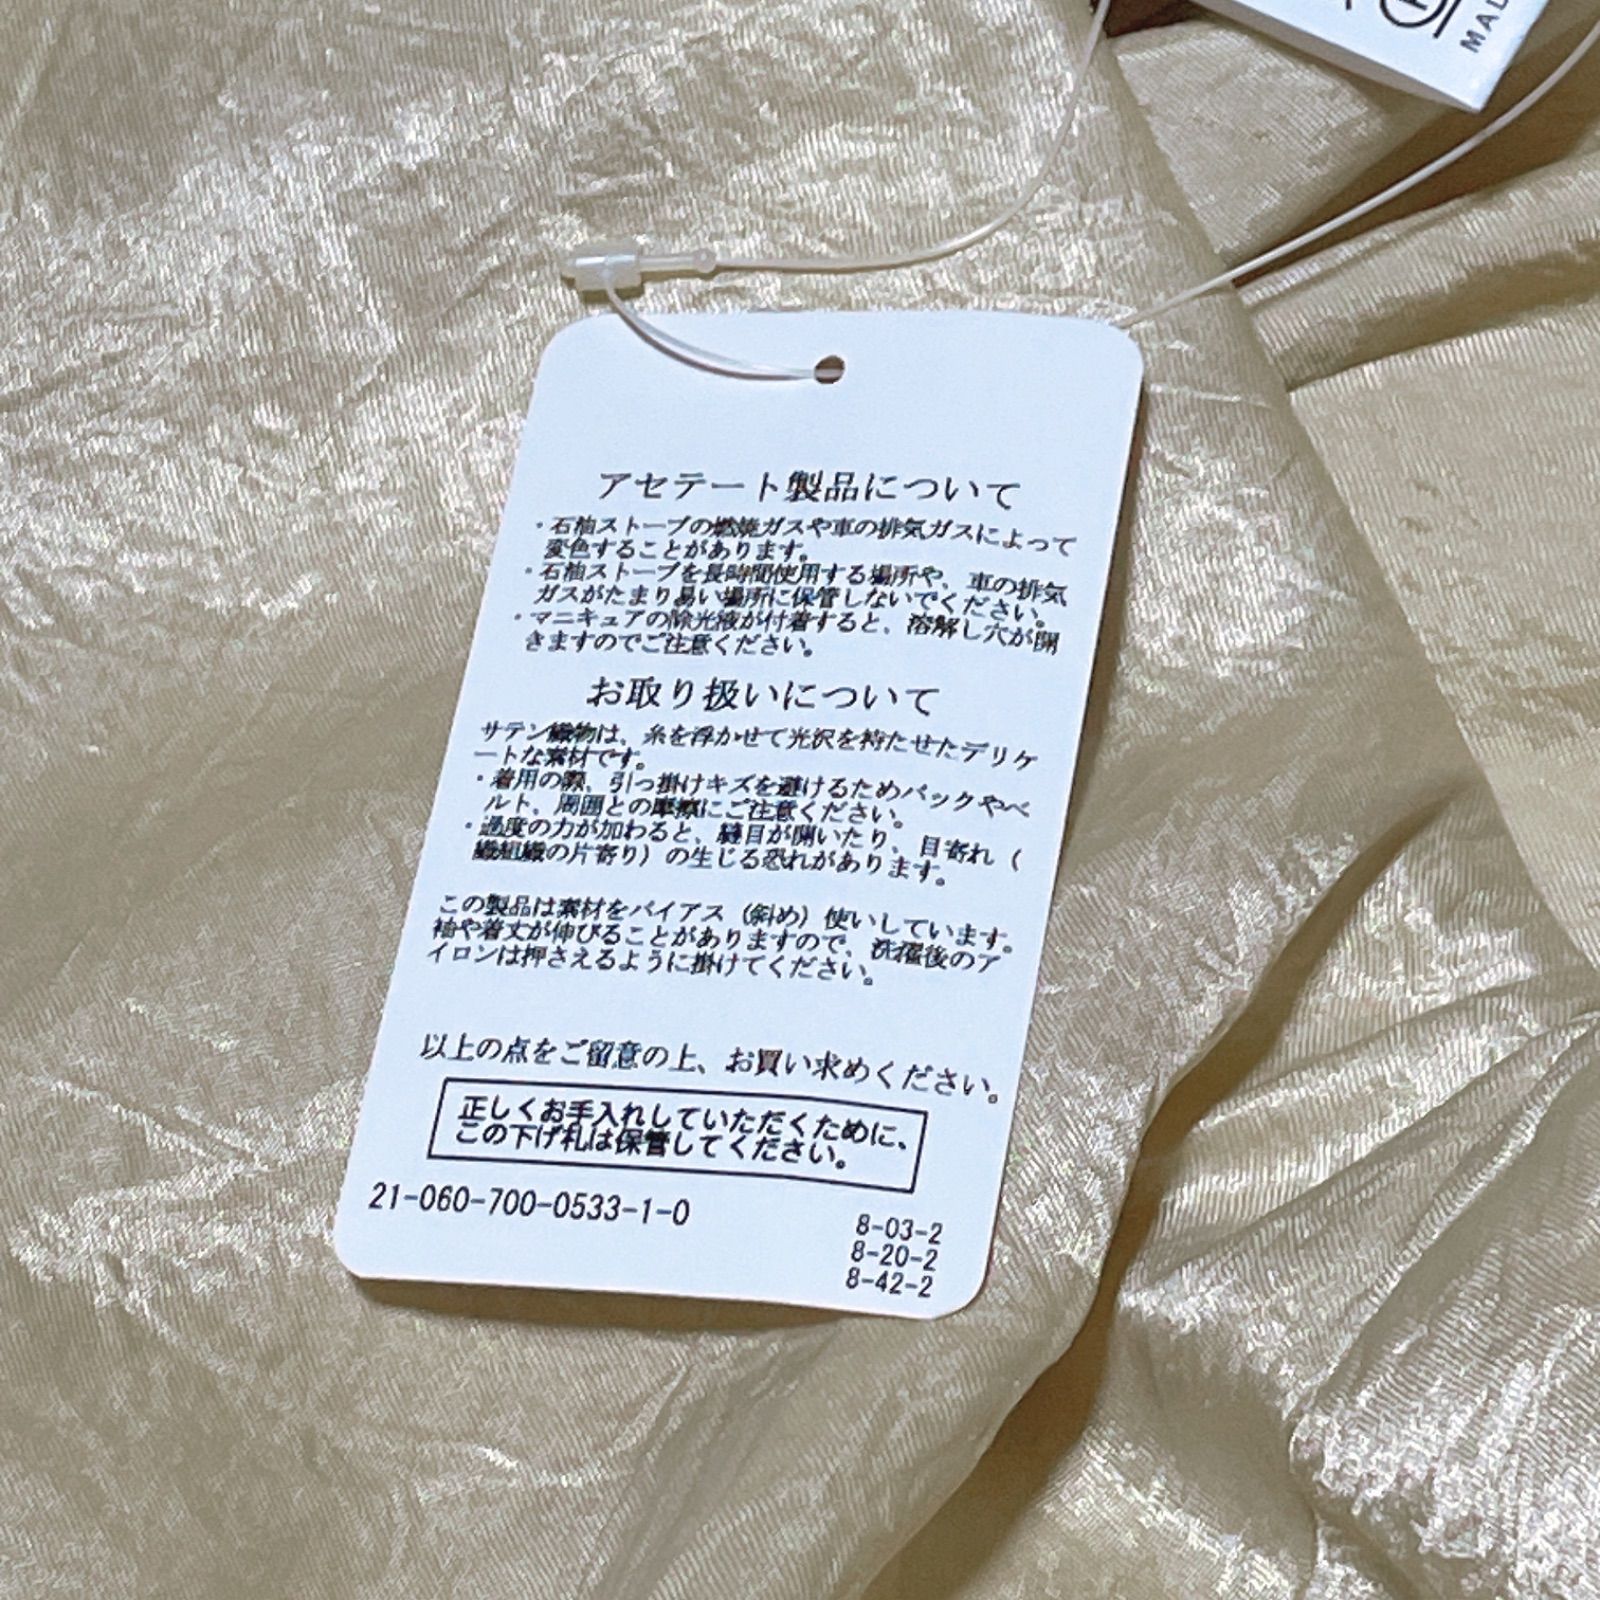 MAD
アセテート製品について
・石油ストーブの燃焼ガスや車の排気ガスによって
変色することがあります。
・石油ストーブを長時間使用する場所や、車の排気
ガスがたまり易い場所に保管しないでください。
・マニキュアの除光液が付着すると、溶解し穴が開
きますのでご注意ください。
お取り扱いについて
サテン織物は、糸を浮かせて光沢を持たせたデリケ
ートな素材です。
・着用の際、引っ掛けキズを避けるためバックやベ
ルト、周囲との摩擦にご注意ください。
・過度の力が加わると、縫目が開いたり、目寄れ（
織組織の片寄り）の生じる恐れがあります。
この製品は素材をバイアス（斜め）使いしています。
袖や着丈が伸びることがありますので、洗濯後のア
イロンは押さえるように掛けてください。
以上の点をご留意の上、お買い求めください。
正しくお手入れしていただくために、
この下げ札は保管してください。
21-060-700-0533-1-0
8-03-2
8-20-2
8-42-2